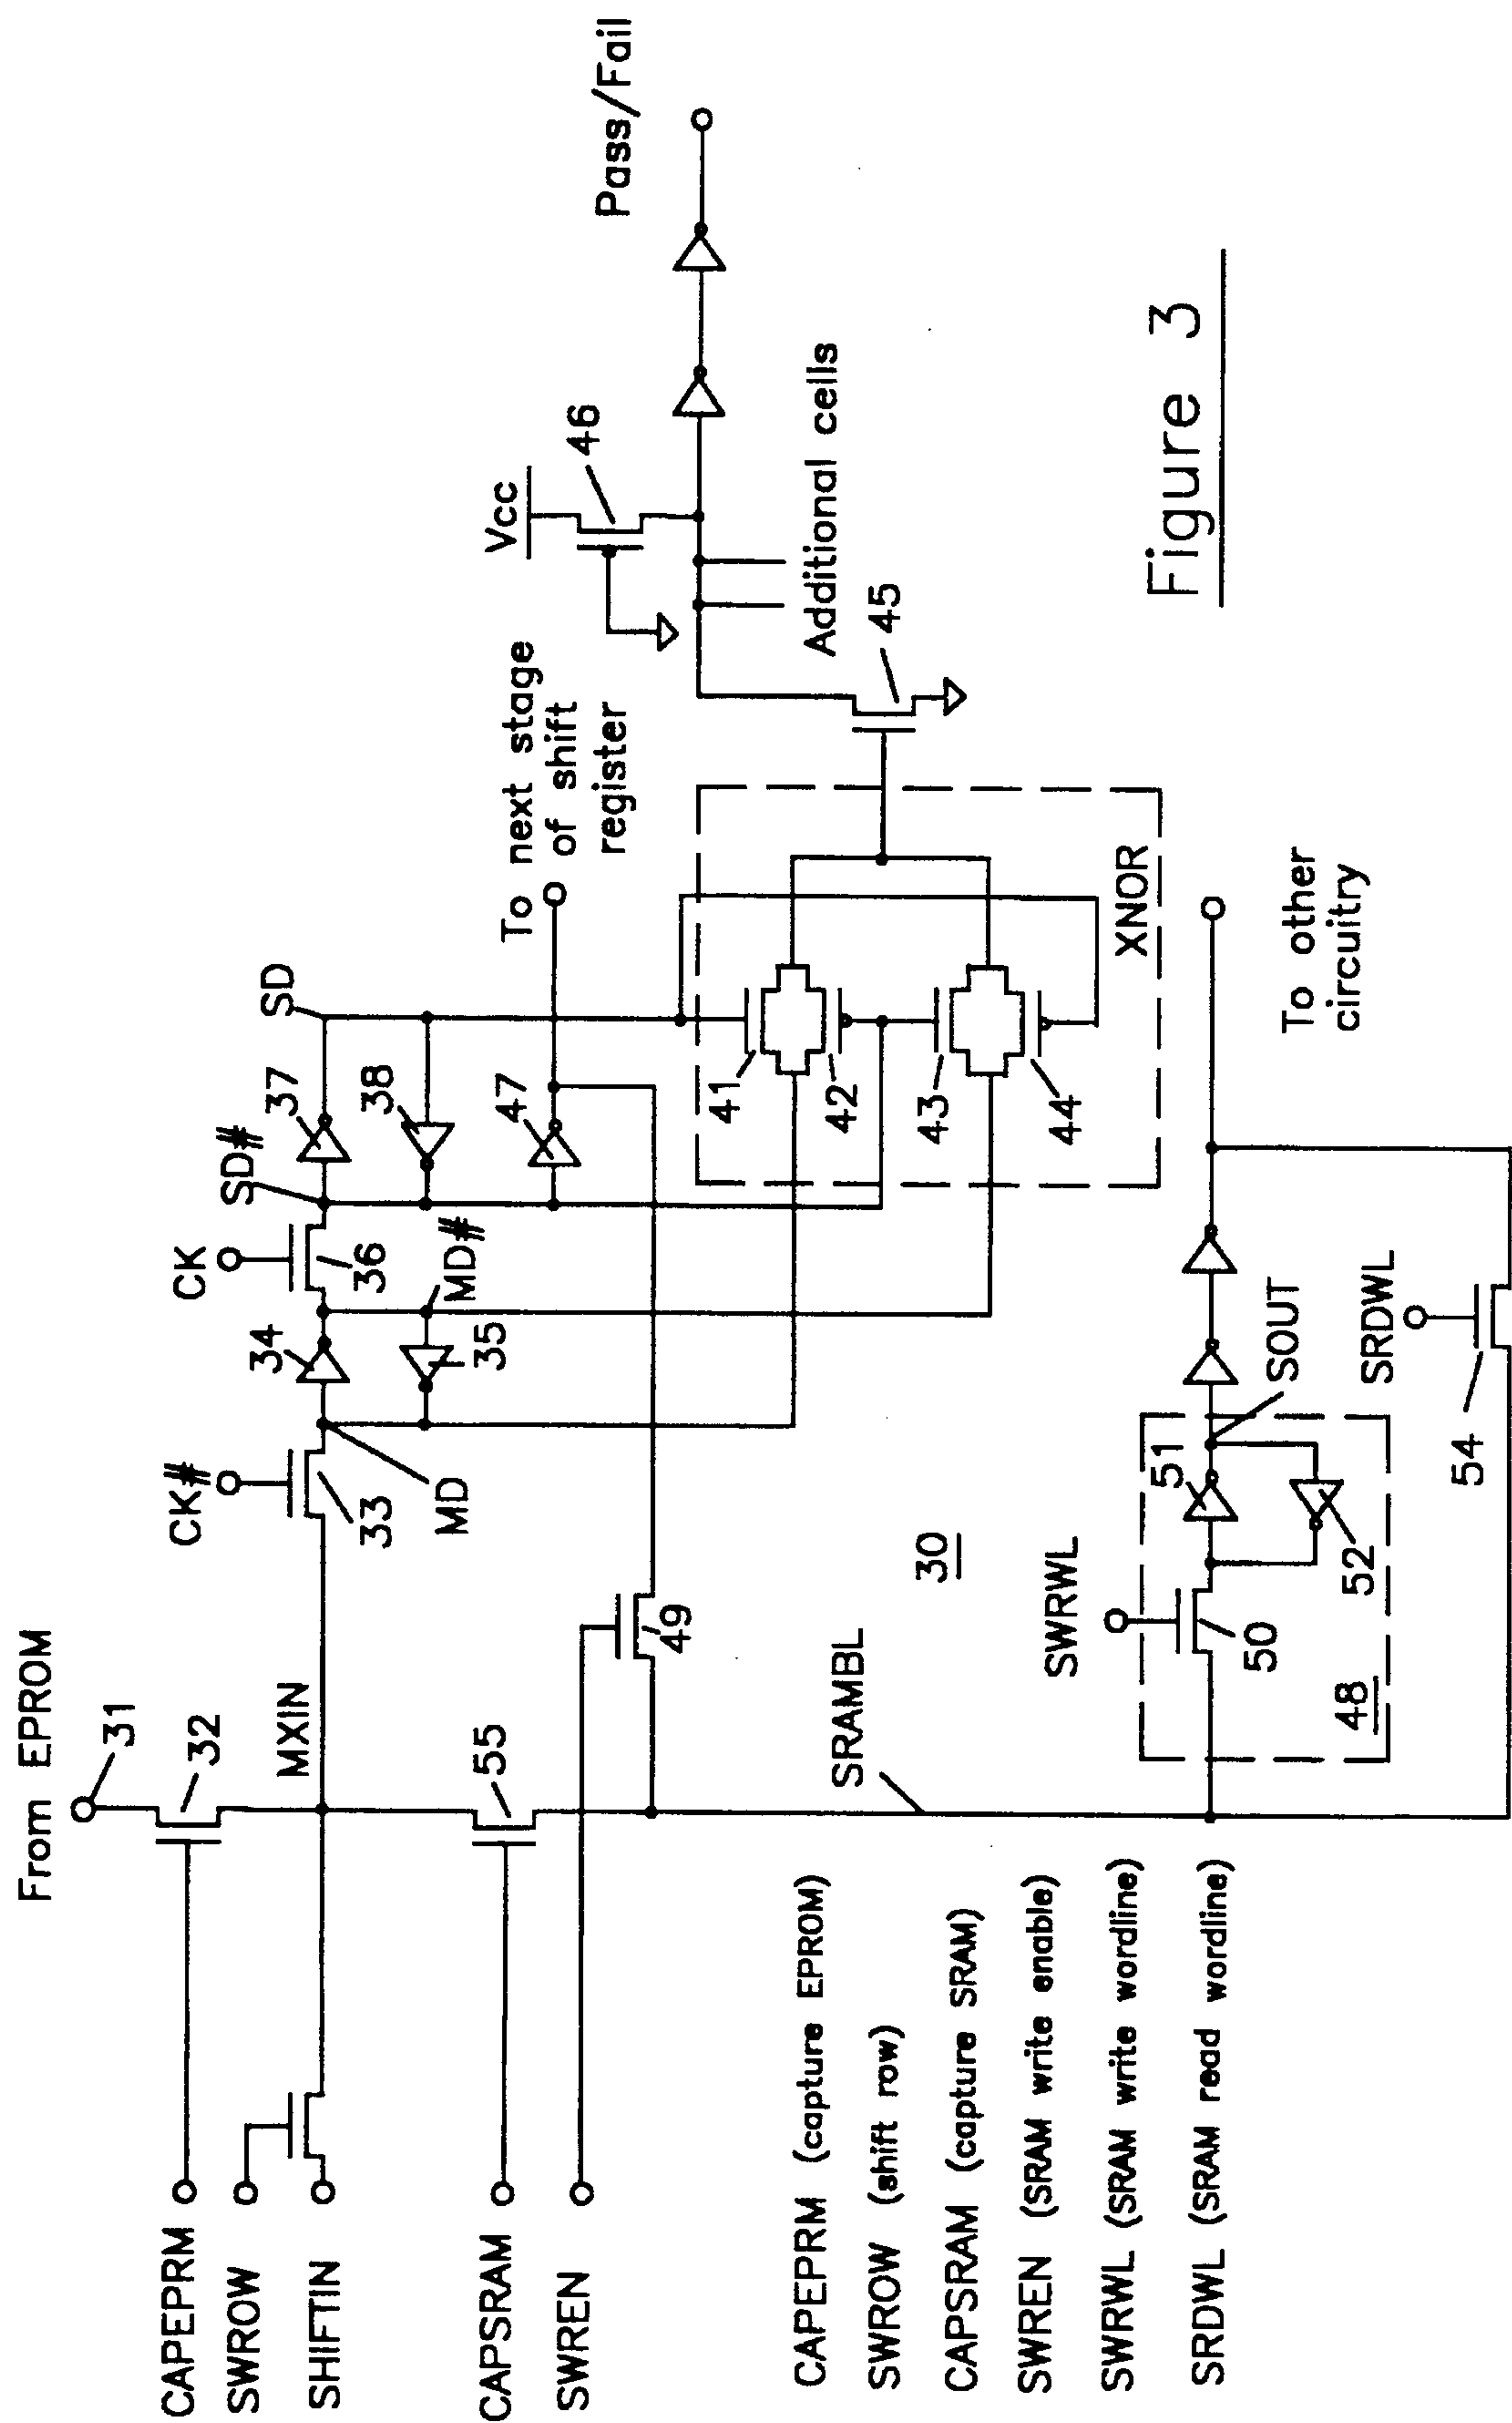 From EPROM
31
32
CAPEPRM
SWROW
SHIFTIN
MXIN
CK#
33
MD
34
35
MD#
CK
36
SD#
37
38
SD
47
To next stage
of shift
register
CAPSRAM
55
SWREN
49
41
42
43
44
XNOR
45
Vcc
46
Additional cells
Pass/Fail
SRAMBL
30
SWRWL
50
48
51
52
SOUT
SRDWL
54
To other
circuitry
CAPEPRM (capture EPROM)
SWROW (shift row)
CAPSRAM (capture SRAM)
SWREN (SRAM write enable)
SWRWL (SRAM write wordline)
SRDWL (SRAM read wordline)
Figure 3